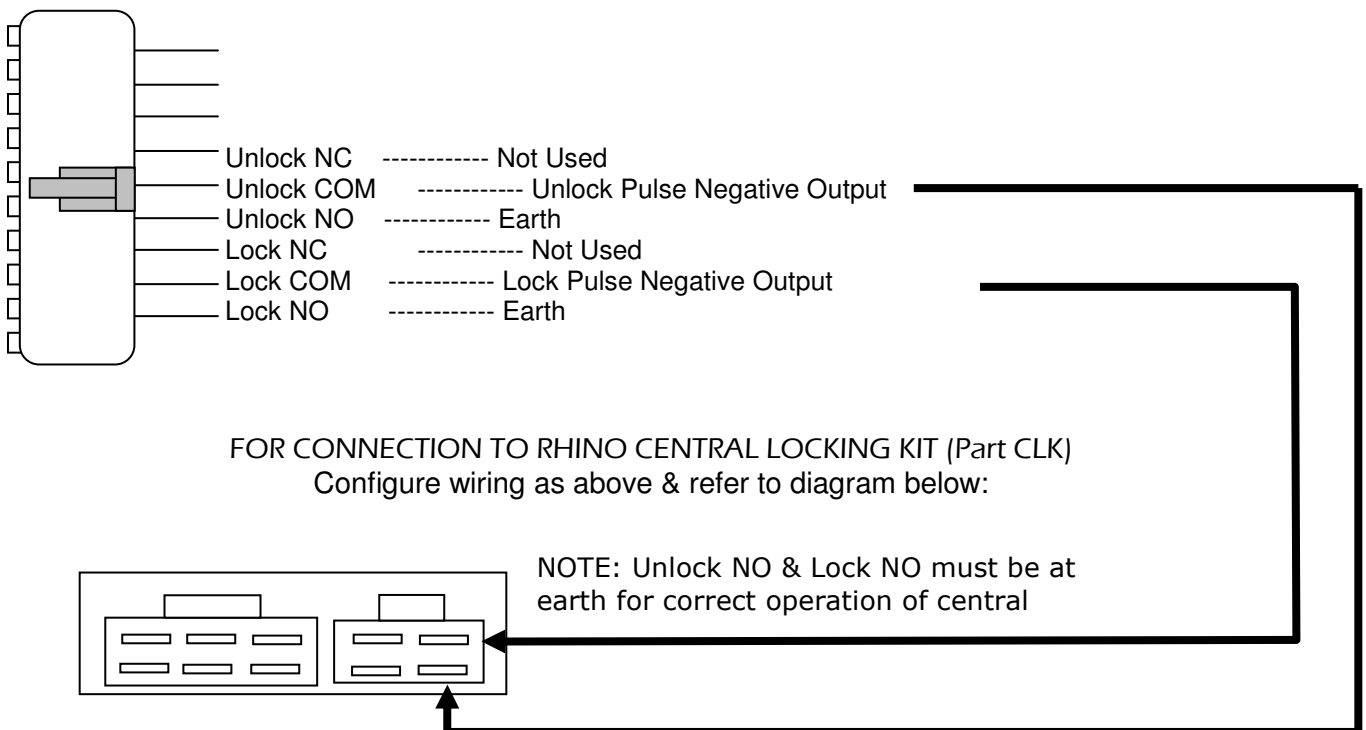 Unlock NC ------------ Not Used
Unlock COM ------------ Unlock Pulse Negative Output
Unlock NO ------------ Earth
Lock NC ------------ Not Used
Lock COM ------------ Lock Pulse Negative Output
Lock NO ------------ Earth
FOR CONNECTION TO RHINO CENTRAL LOCKING KIT (Part CLK)
Configure wiring as above & refer to diagram below:
NOTE: Unlock NO & Lock NO must be at
earth for correct operation of central